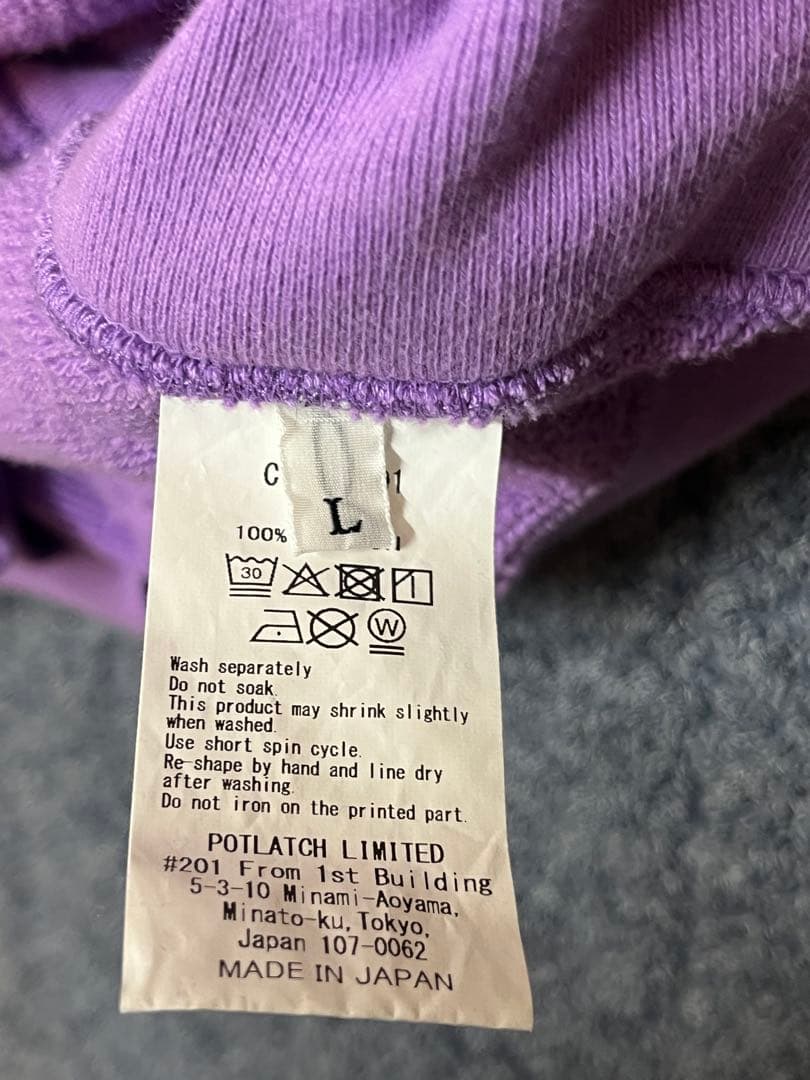 L
100%
30
W
Wash separately
Do not soak.
This product may shrink slightly
when washed.
Use short spin cycle.
Re-shape by hand and line dry
after washing.
Do not iron on the printed part.
POTLATCH LIMITED
#201 From 1st Building
5-3-10 Minami-Aoyama,
Minato-ku, Tokyo,
Japan 107-0062
MADE IN JAPAN